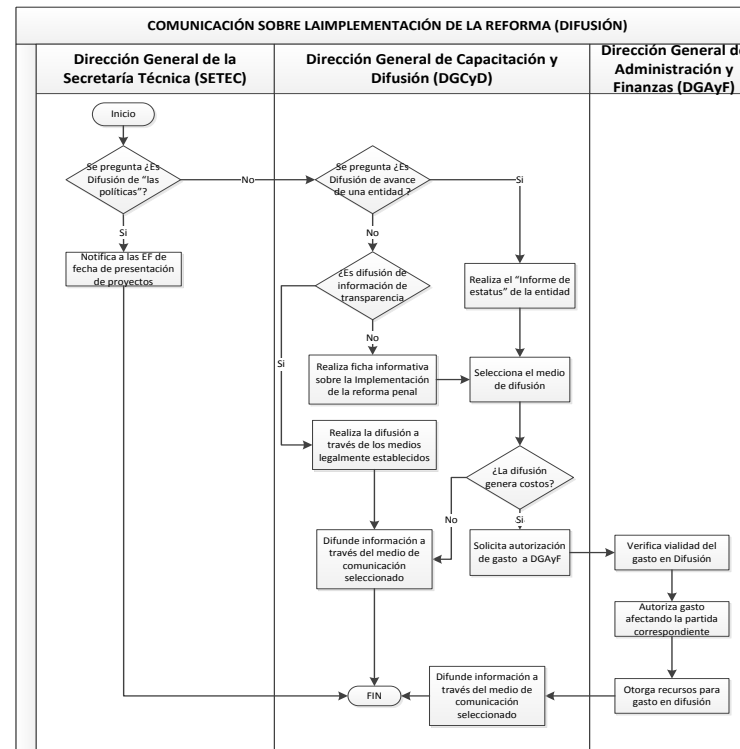 COMUNICACIÓN SOBRE LAIMPLEMENTACIÓN DE LA REFORMA (DIFUSIÓN)
Dirección General de la
Secretaría Técnica (SETEC)
Dirección General de Capacitación y
Difusión (DGCyD)
Dirección General de
Administración y
Finanzas (DGAyF)
Inicio
Se pregunta ¿Es
Difusión de “las
políticas”?
No
Se pregunta ¿Es
Difusión de avance
de una entidad.?
Si
Si
No
Notifica a las EF de
fecha de presentación
de proyectos
¿Es difusión de
información de
transparencia
Realiza el “Informe de
estatus” de la entidad
No
Si
Realiza ficha informativa
sobre la Implementación
de la reforma penal
Selecciona el medio
de difusión
Realiza la difusión a
través de los medios
legalmente establecidos
¿La difusión
genera costos?
No
Si
Difunde información a
través del medio de
comunicación
seleccionado
Solicita autorización
de gasto a DGAyF
Verifica vialidad del
gasto en Difusión
Autoriza gasto
afectando la partida
correspondiente
FIN
Difunde información a
través del medio de
comunicación
seleccionado
Otorga recursos para
gasto en difusión